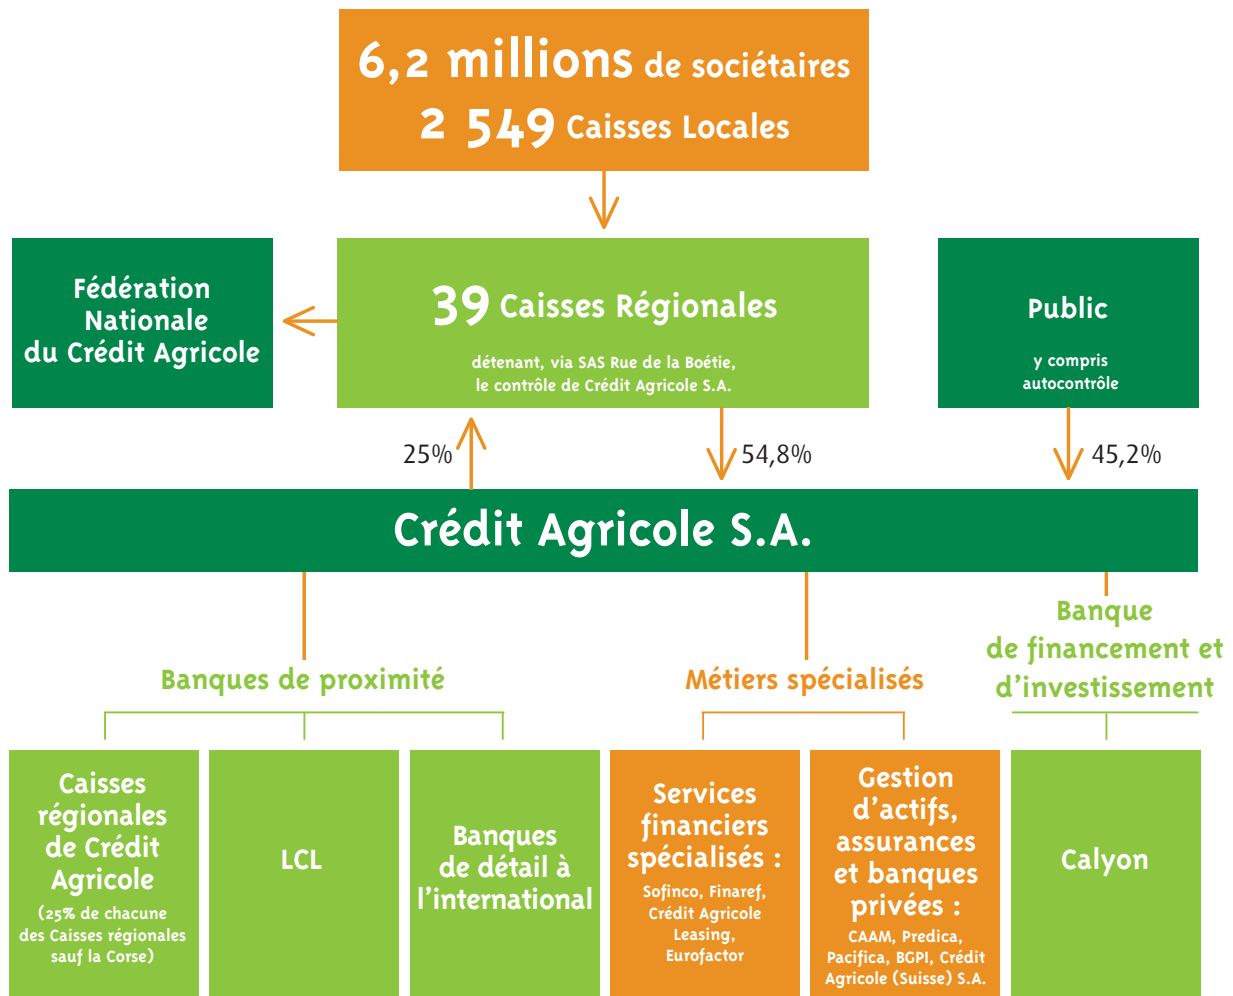 6,2 millions de sociétaires
2 549 Caisses Locales
Fédération
Nationale
du Crédit Agricole
39 Caisses Régionales
détenant, via SAS Rue de la Boétie,
le contrôle de Crédit Agricole S.A.
Public
y compris
autocontrôle
25%
54,8%
45,2%
Crédit Agricole S.A.
Banques de proximité
Métiers spécialisés
Banque
de financement et
d'investissement
Caisses
régionales
de Crédit
Agricole
(25% de chacune
des Caisses régionales
sauf la Corse)
LCL
Banques
de détail à
l'international
Services
financiers
spécialisés :
Sofinco, Finaref,
Crédit Agricole
Leasing,
Eurofactor
Gestion
d'actifs,
assurances
et banques
privées :
CAAM, Predica,
Pacifica, BGPI, Crédit
Agricole (Suisse) S.A.
Calyon